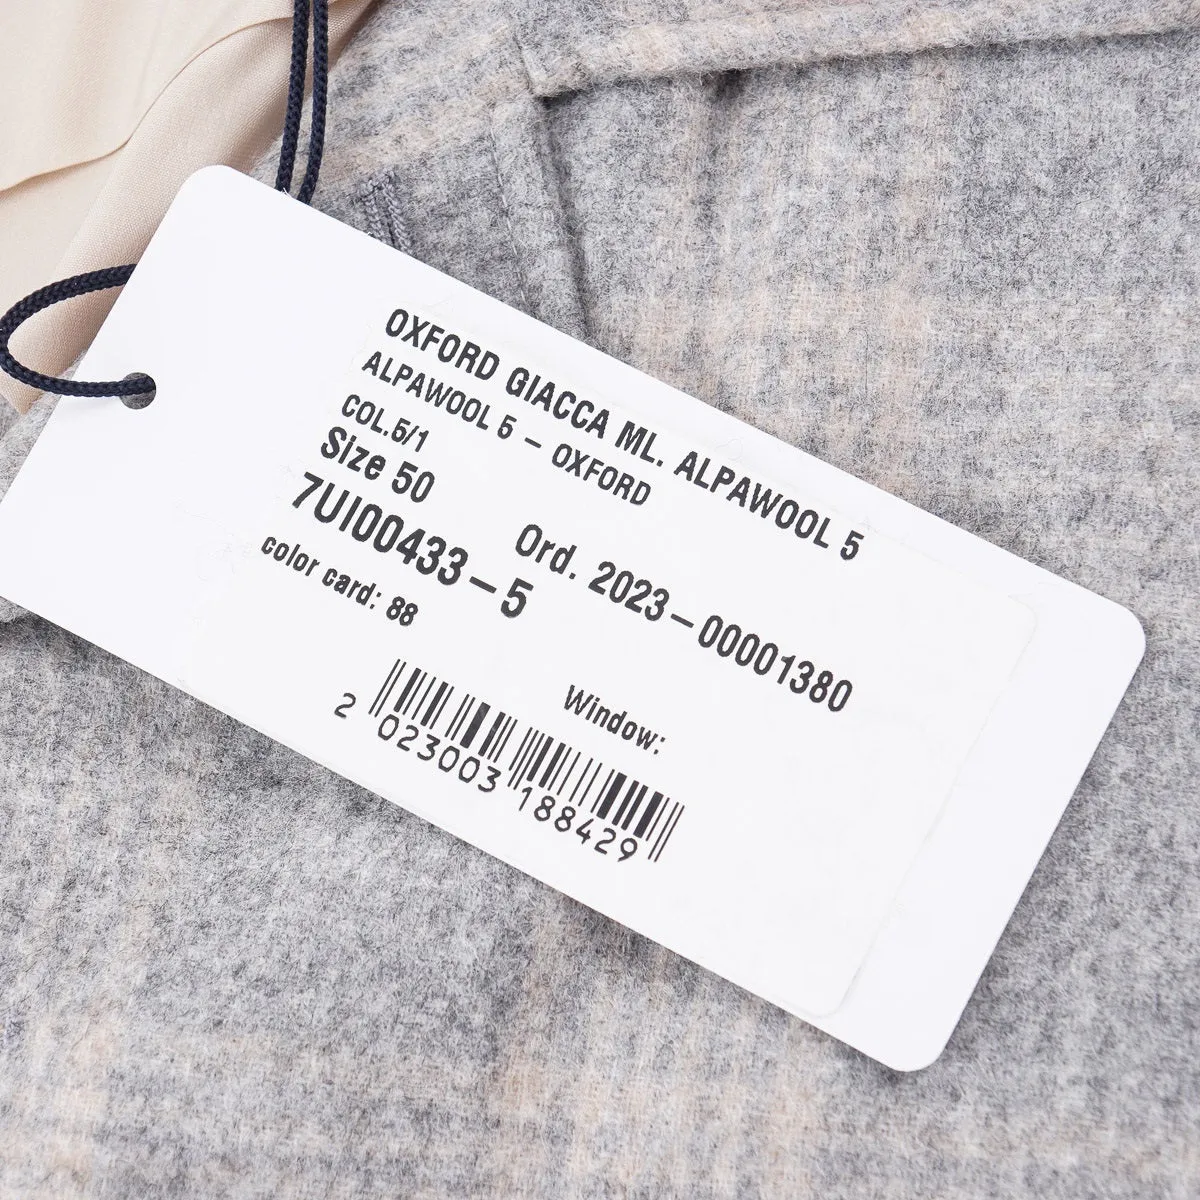 OXFORD GIACCA ML. ALPAWOOL 5
ALPAWOOL 5 - OXFORD
COL.5/1
Size 50
Ord. 2023-00001380
7UI00433-5
color card: 88
Window:
2 023003 188429